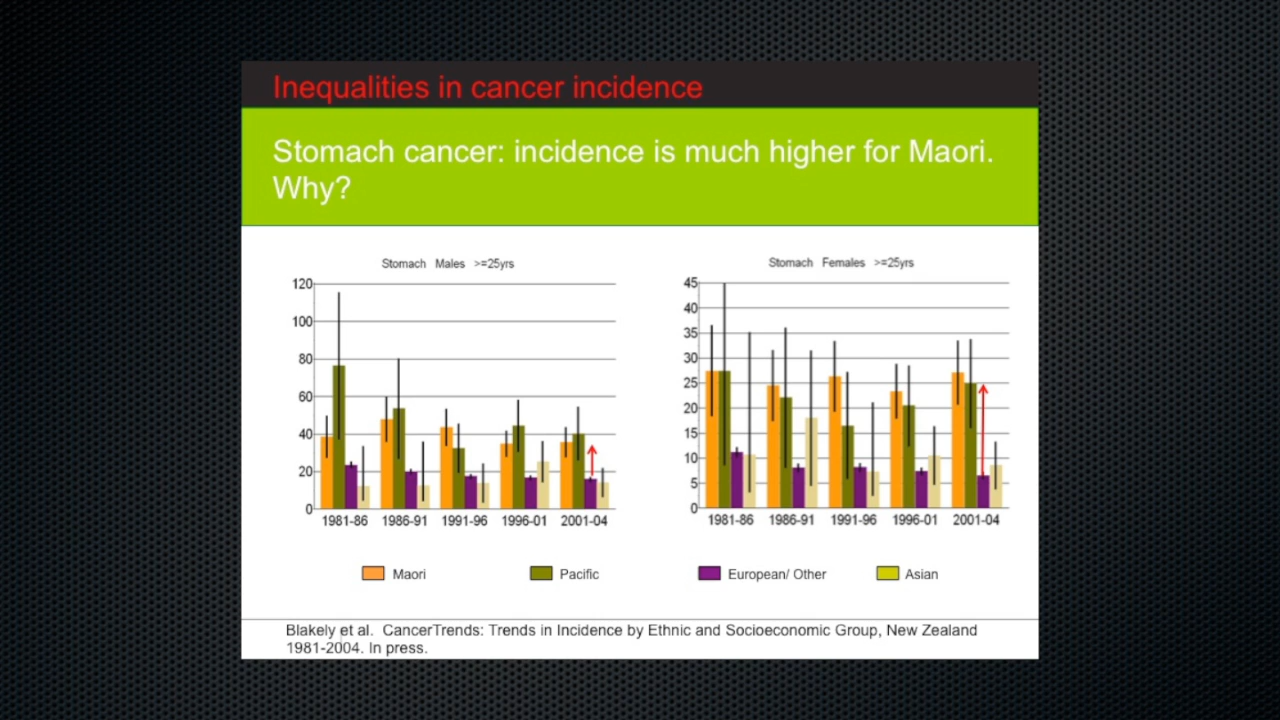 Inequalities in cancer incidence
Stomach cancer: incidence is much higher for Maori.
Why?
Stomach Males >=25yrs
120
100
80
60
40
20
0
1981-86 1986-91 1991-96 1996-01 2001-04
Stomach Females >=25yrs
45
40
35
30
25
20
15
10
5
0
1981-86 1986-91 1991-96 1996-01 2001-04
Maori Pacific European/ Other Asian
Blakely et al. CancerTrends: Trends in Incidence by Ethnic and Socioeconomic Group, New Zealand
1981-2004. In press.